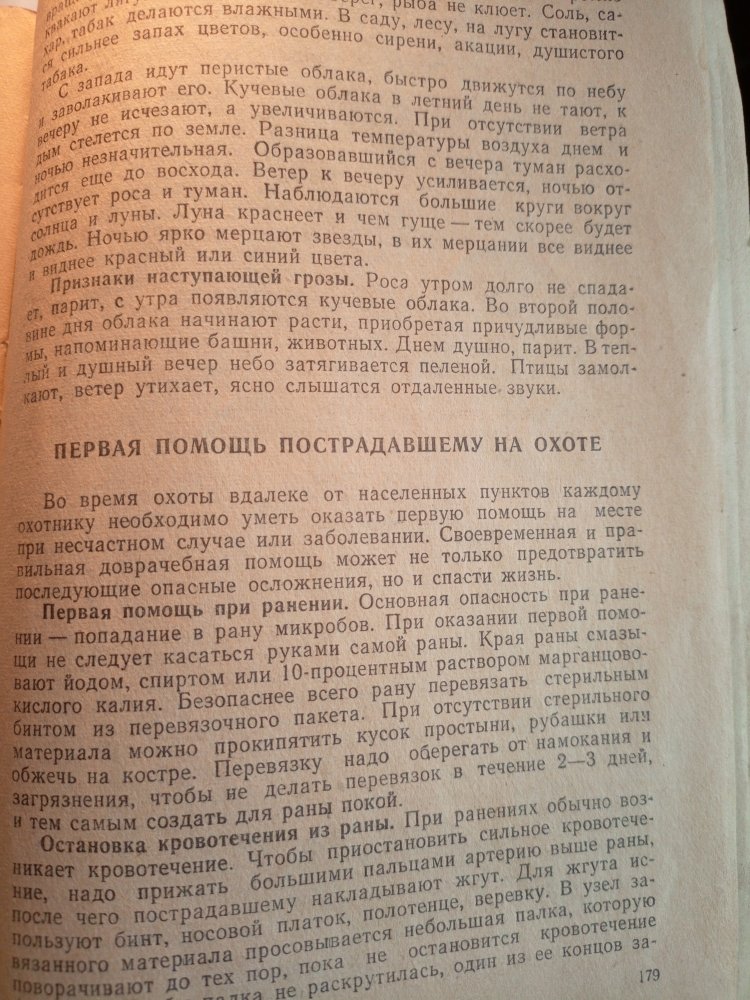 квакают лягу рег, рыба не клюет. Соль, са-
хар, табак делаются влажными. В саду, лесу, на лугу становит-
ся сильнее запах цветов, особенно сирени, акации, душистого
табака.
С запада идут перистые облака, быстро движутся по небу
и заволакивают его. Кучевые облака в летний день не тают, к
вечеру не исчезают, а увеличиваются. При отсутствии ветра
дым стелется по земле. Разница температуры воздуха днем и
ночью незначительная. Образовавшийся с вечера туман расхо-
дится еще до восхода. Ветер к вечеру усиливается, ночью от-
сутствует роса и туман. Наблюдаются большие круги вокруг
солнца и луны. Луна краснеет и чем гуще — тем скорее будет
дождь. Ночью ярко мерцают звезды, в их мерцании все виднее
и виднее красный или синий цвета.
Признаки наступающей грозы. Роса утром долго не спада-
ет, парит, с утра появляются кучевые облака. Во второй поло-
вине дня облака начинают расти, приобретая причудливые фор-
мы, напоминающие башни, животных. Днем душно, парит. В теп-
лый и душный вечер небо затягивается пеленой. Птицы замол-
кают, ветер утихает, ясно слышатся отдаленные звуки.
ПЕРВАЯ ПОМОЩЬ ПОСТРАДАВШЕМУ НА ОХОТЕ
Во время охоты вдалеке от населенных пунктов каждому
охотнику необходимо уметь оказать первую помощь на месте
при несчастном случае или заболевании. Своевременная и пра-
вильная доврачебная помощь может не только предотвратить
последующие опасные осложнения, но и спасти жизнь.
Первая помощь при ранении. Основная опасность при ране-
нии — попадание в рану микробов. При оказании первой помо-
щи не следует касаться руками самой раны. Края раны смазы-
вают йодом, спиртом или 10-процентным раствором марганцово-
кислого калия. Безопаснее всего рану перевязать стерильным
бинтом из перевязочного пакета. При отсутствии стерильного
материала можно прокипятить кусок простыни, рубашки или
обжечь на костре. Перевязку надо оберегать от намокания и
загрязнения, чтобы не делать перевязок в течение 2—3 дней,
и тем самым создать для раны покой.
Остановка кровотечения из раны. При ранениях обычно воз-
никает кровотечение. Чтобы приостановить сильное кровотече-
ние, надо прижать большими пальцами артерию выше раны,
после чего пострадавшему накладывают жгут. Для жгута ис-
пользуют бинт, носовой платок, полотенце, веревку. В узел за-
вязанного материала просовывается небольшая палка, которую
поворачивают до тех пор, пока не остановится кровотечение
палка не раскрутилась, один из ее концов за-
179